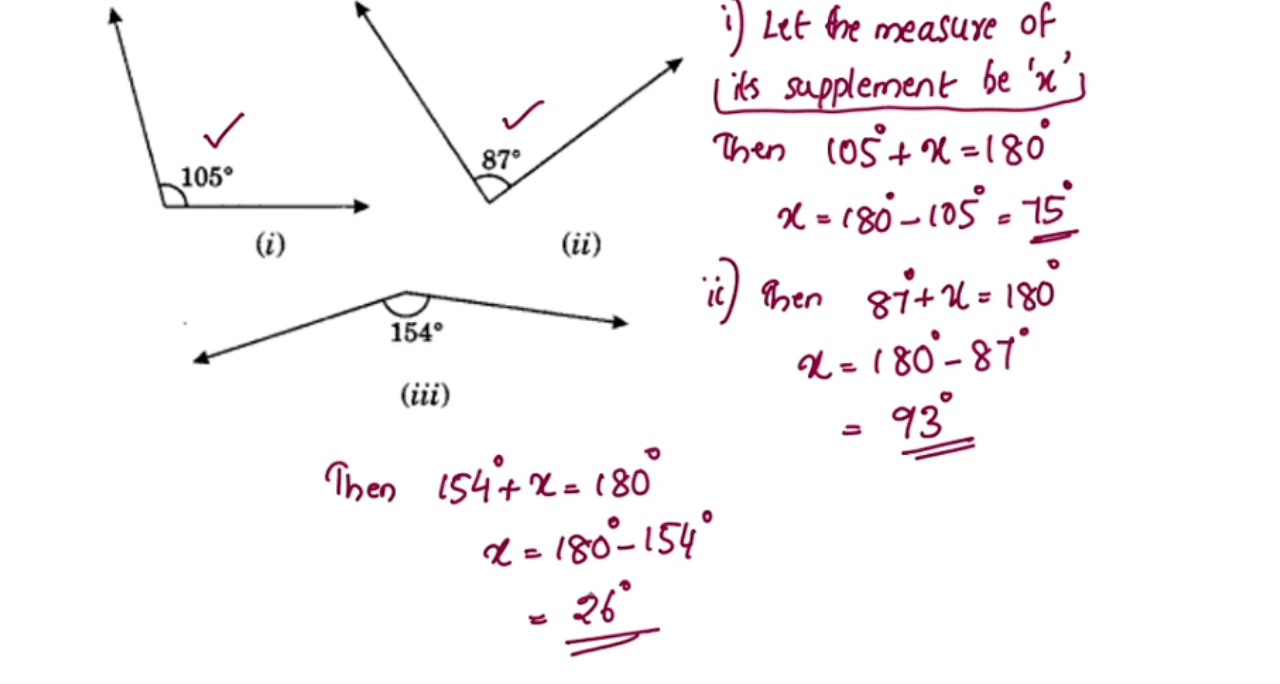 105°
(i)
87°
(ii)
154°
(iii)
i) Let the measure of
its supplement be 'x'
Then 105° + x = 180°
x = 180° - 105° = 75°
ii) Then 87° + x = 180°
x = 180° - 87°
= 93°
Then 154° + x = 180°
x = 180° - 154°
= 26°